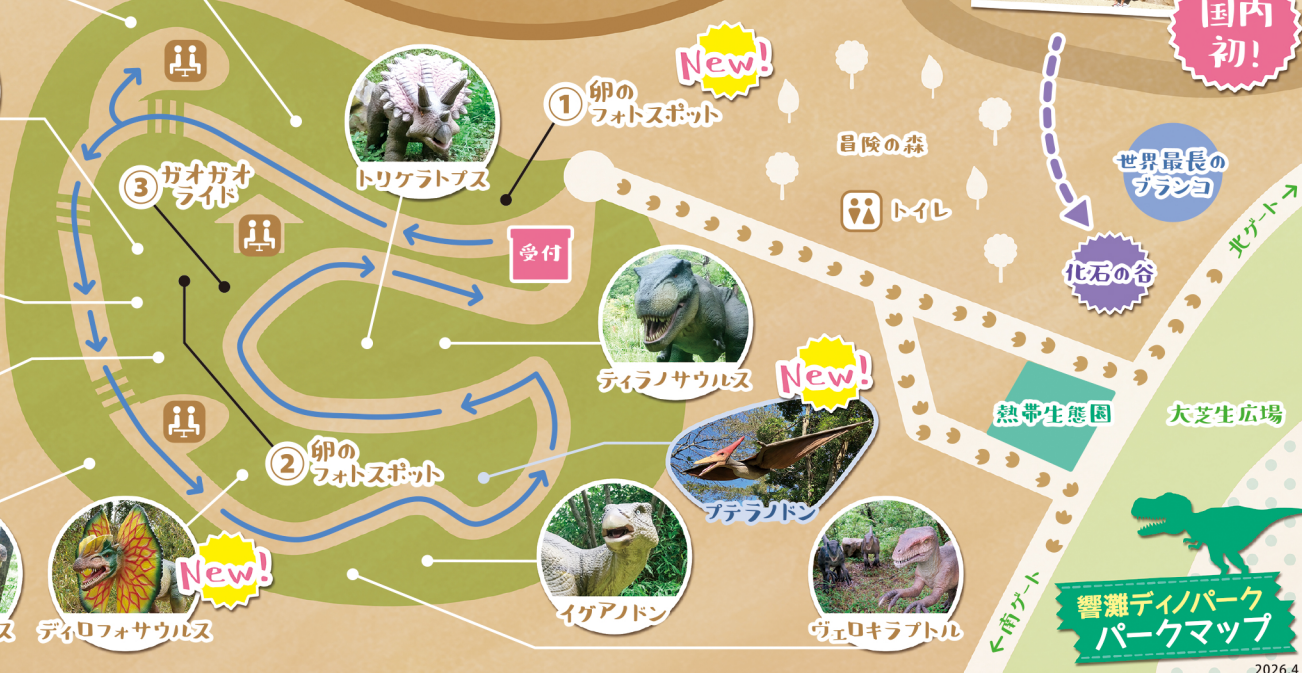 国内
初!
New!
① 卵の
フォトスポット
冒険の森
世界最長の
ブランコ
トリケラトプス
③ ガオガオ
ライド
トイレ
北ゲート
受付
化石の谷
ティラノサウルス
New!
熱帯生態園
大芝生広場
② 卵の
フォトスポット
プテラノドン
New!
イグアノドン
ス
ディロフォサウルス
ヴェロキラプトル
南ゲート
響灘ディノパーク
パークマップ
2026.4